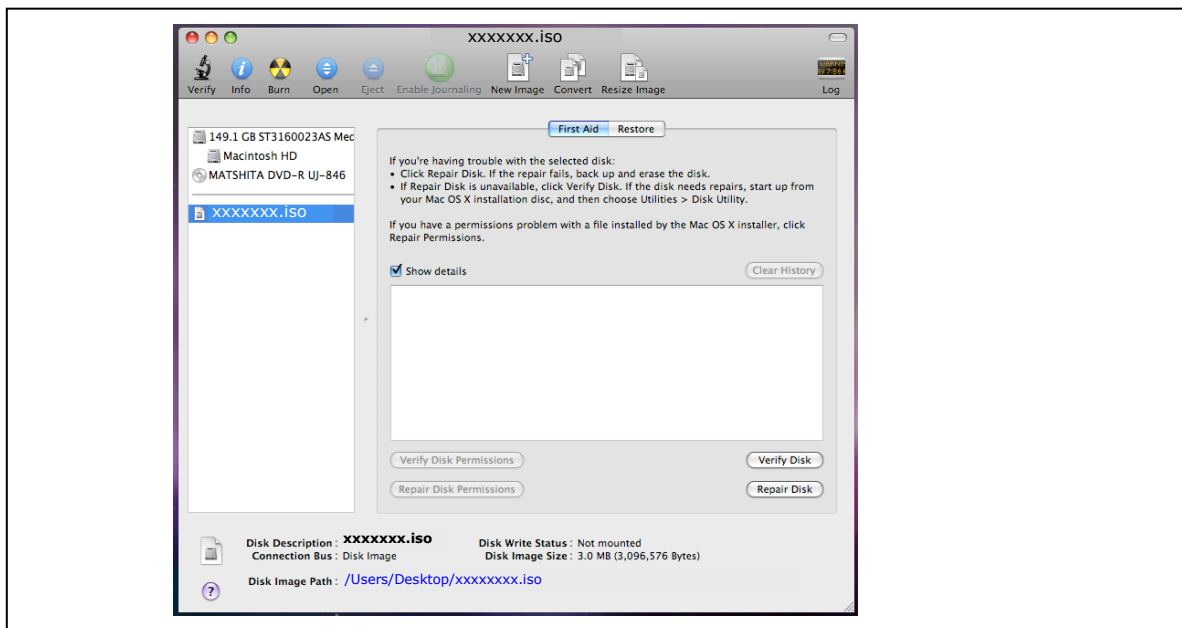 xxxxxxx.iso
Verify Info Burn Open Eject Enable Journaling New Image Convert Resize Image Log
149.1 GB ST3160023AS Mec
Macintosh HD
MATSHITA DVD-R UJ-846
xxxxxxx.iso
First Aid Restore
If you're having trouble with the selected disk:
• Click Repair Disk. If the repair fails, back up and erase the disk.
• If Repair Disk is unavailable, click Verify Disk. If the disk needs repairs, start up from
your Mac OS X installation disc, and then choose Utilities > Disk Utility.
If you have a permissions problem with a file installed by the Mac OS X installer, click
Repair Permissions.
Show details Clear History
Verify Disk Permissions Verify Disk
Repair Disk Permissions Repair Disk
Disk Description : xxxxxxx.iso Disk Write Status : Not mounted
Connection Bus : Disk Image Disk Image Size : 3.0 MB (3,096,576 Bytes)
Disk Image Path : /Users/Desktop/xxxxxxxx.iso
?